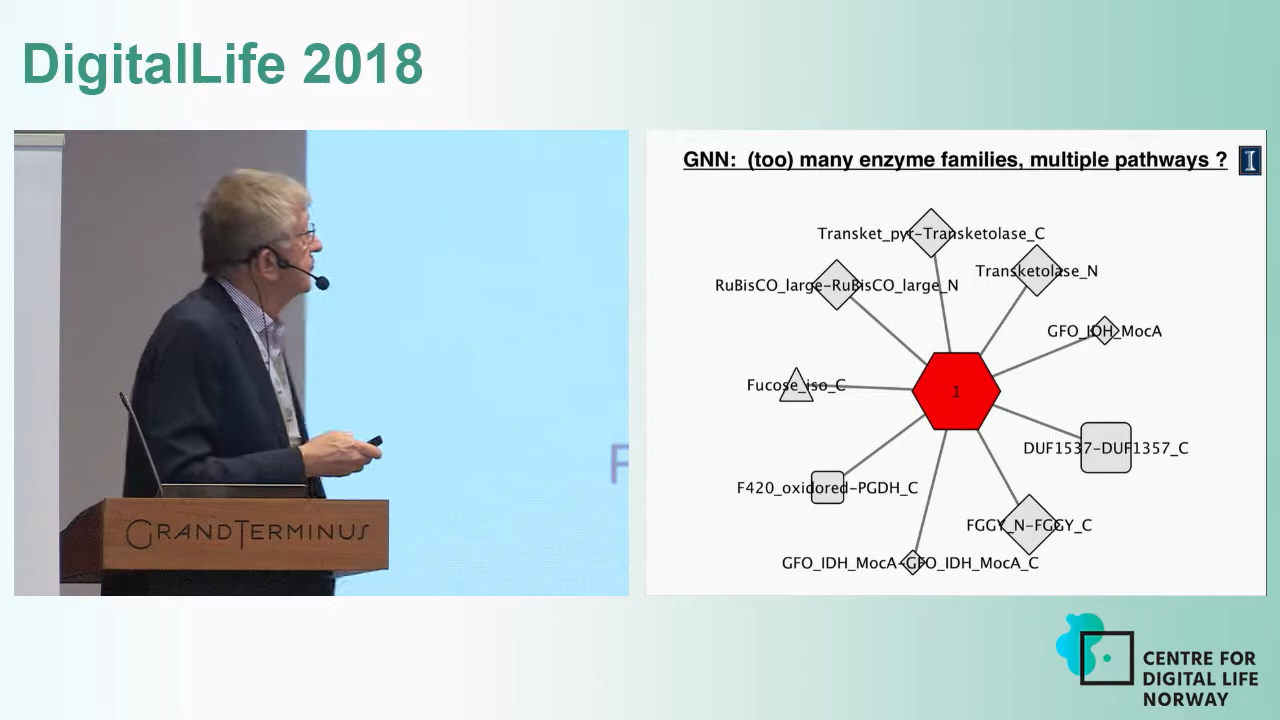 DigitalLife 2018
GRANDTERMINUS
F
GNN: (too) many enzyme families, multiple pathways ?
I
Transket_pyr-Transketolase_C
Transketolase_N
RuBisCO_large-RuBisCO_large_N
GFO_IDH_MocA
Fucose_iso_C
1
DUF1537-DUF1357_C
F420_oxidored-PGDH_C
FGGY_N-FGGY_C
GFO_IDH_MocA-GFO_IDH_MocA_C
CENTRE FOR
DIGITAL LIFE
NORWAY